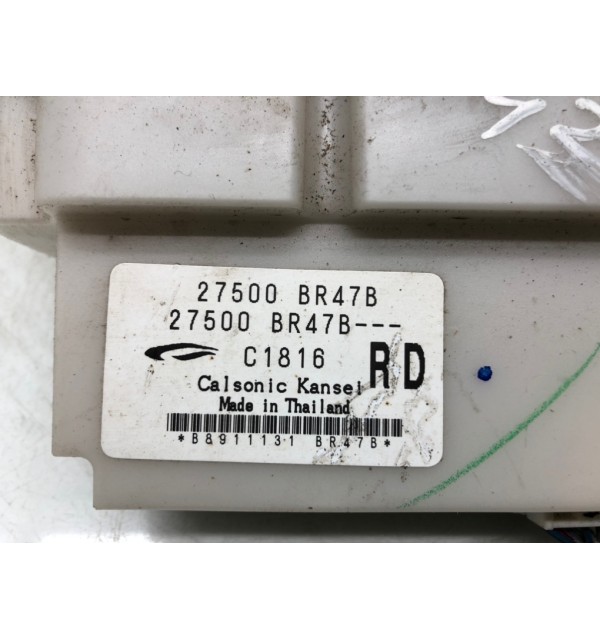 27500 BR47B
27500 BR47B---
C1816 RD
Calsonic Kansei
Made in Thailand
*B8911131 BR47B*